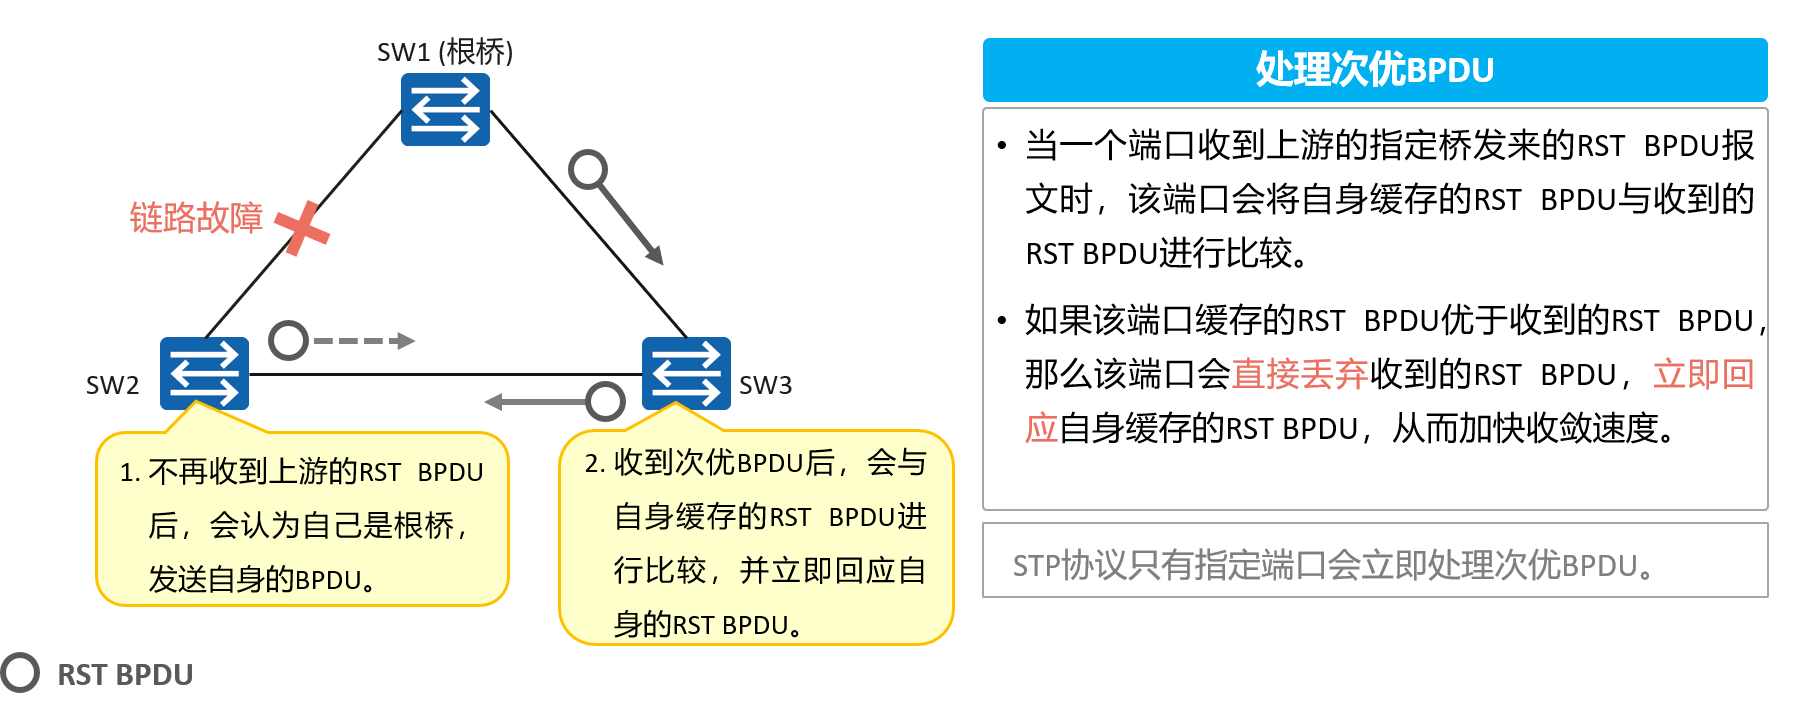 SW1 (根桥)
链路故障
SW2
SW3
1. 不再收到上游的RST BPDU
后，会认为自己是根桥，
发送自身的BPDU。
2. 收到次优BPDU后，会与
自身缓存的RST BPDU进
行比较，并立即回应自
身的RST BPDU。
RST BPDU
处理次优BPDU
• 当一个端口收到上游的指定桥发来的RST BPDU报
文时，该端口会将自身缓存的RST BPDU与收到的
RST BPDU进行比较。
• 如果该端口缓存的RST BPDU优于收到的RST BPDU，
那么该端口会直接丢弃收到的RST BPDU，立即回
应自身缓存的RST BPDU，从而加快收敛速度。
STP协议只有指定端口会立即处理次优BPDU。